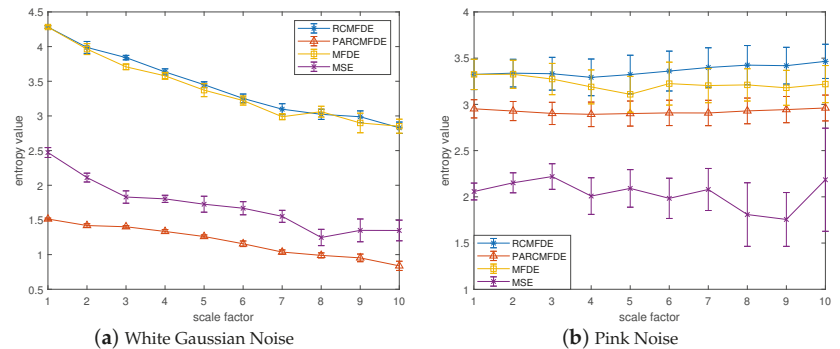 4.5
4
3.5
3
2.5
2
1.5
1
0.5
entropy value
1 2 3 4 5 6 7 8 9 10
scale factor
RCMFDE
PARCMFDE
MFDE
MSE
(a) White Gaussian Noise
4
3.5
3
2.5
2
1.5
1
entropy value
1 2 3 4 5 6 7 8 9 10
scale factor
RCMFDE
PARCMFDE
MFDE
MSE
(b) Pink Noise